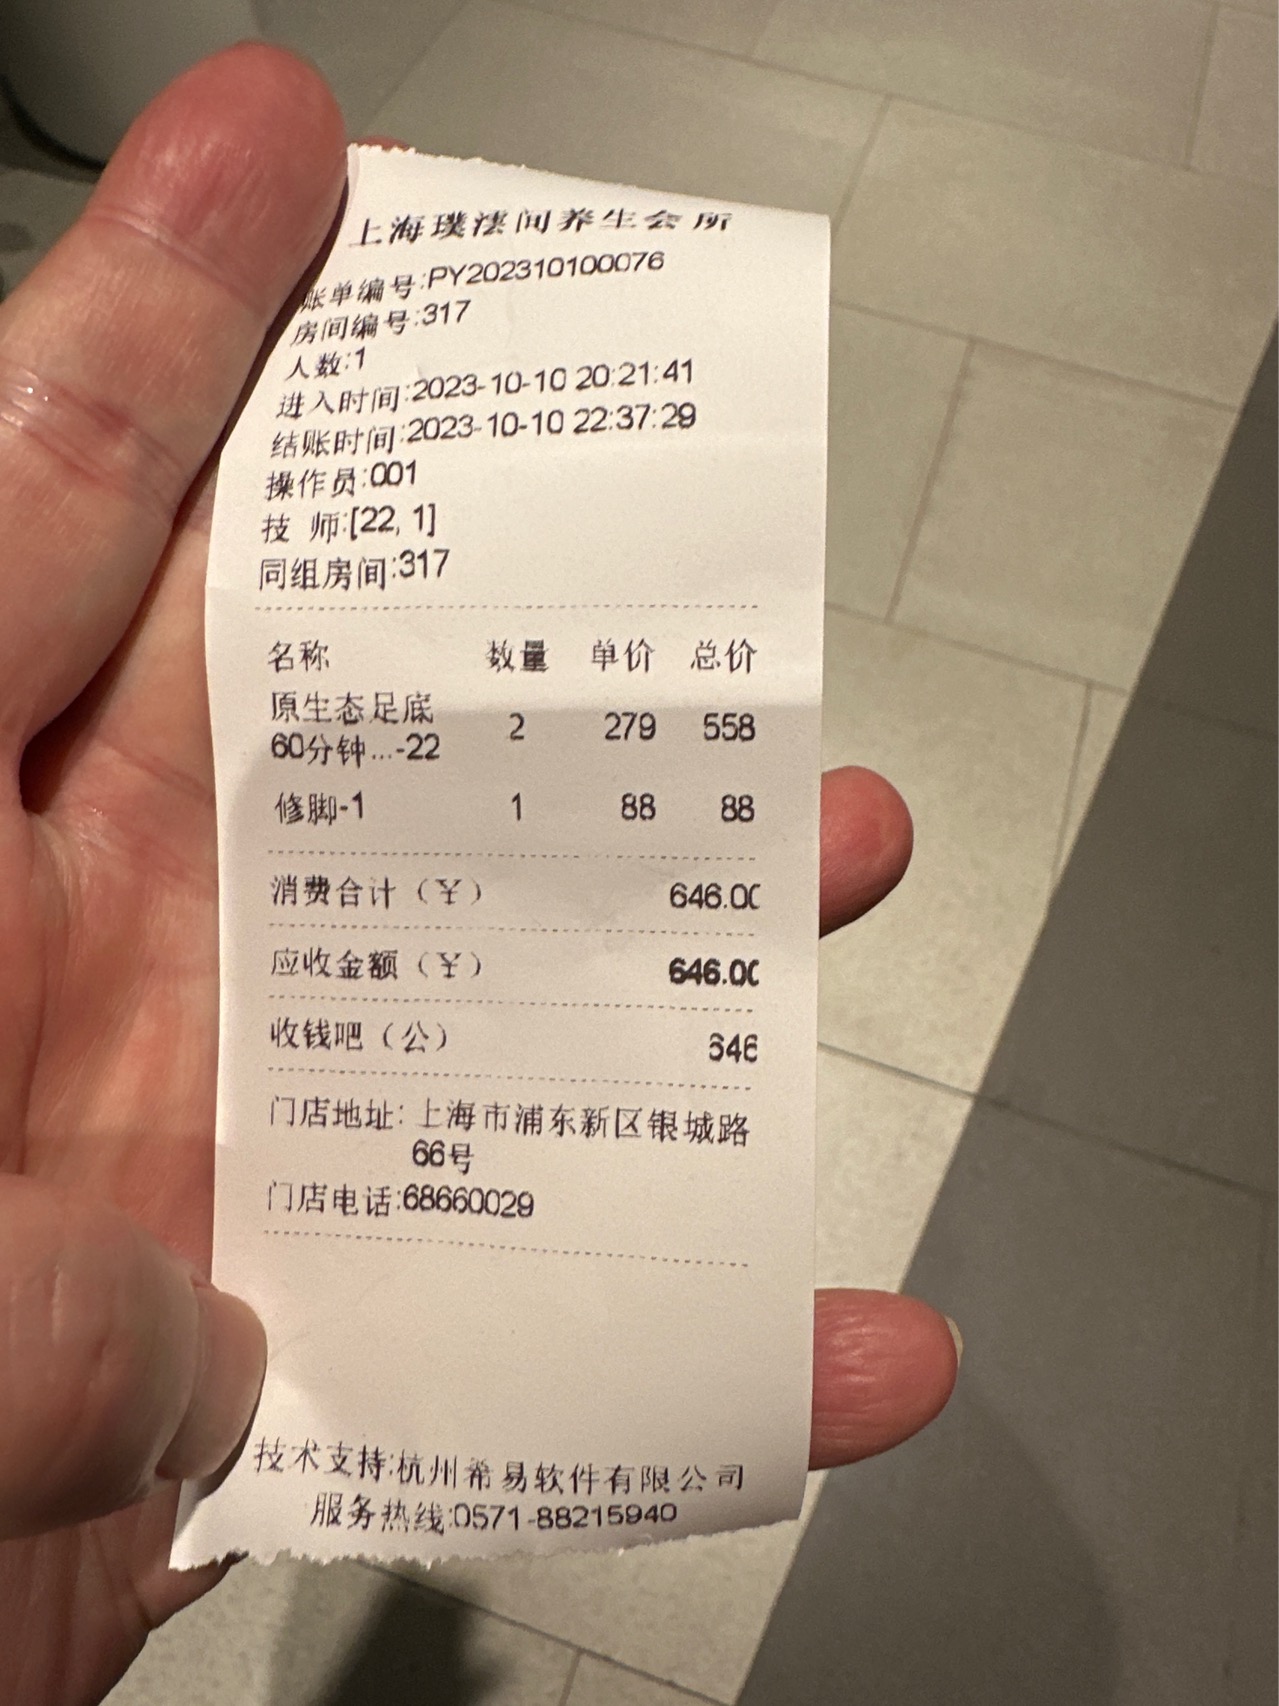 上海璞渼间养生会所
账单编号:PY202310100076
房间编号:317
人数:1
进入时间:2023-10-10 20:21:41
结账时间:2023-10-10 22:37:29
操作员:001
技 师:[22, 1]
同组房间:317
名称 数量 单价 总价
原生态足底
60分钟...-22 2 279 558
修脚-1 1 88 88
消费合计（¥） 646.00
应收金额（¥） 646.00
收钱吧（公） 646
门店地址: 上海市浦东新区银城路
66号
门店电话:68660029
技术支持:杭州希易软件有限公司
服务热线:0571-88215940